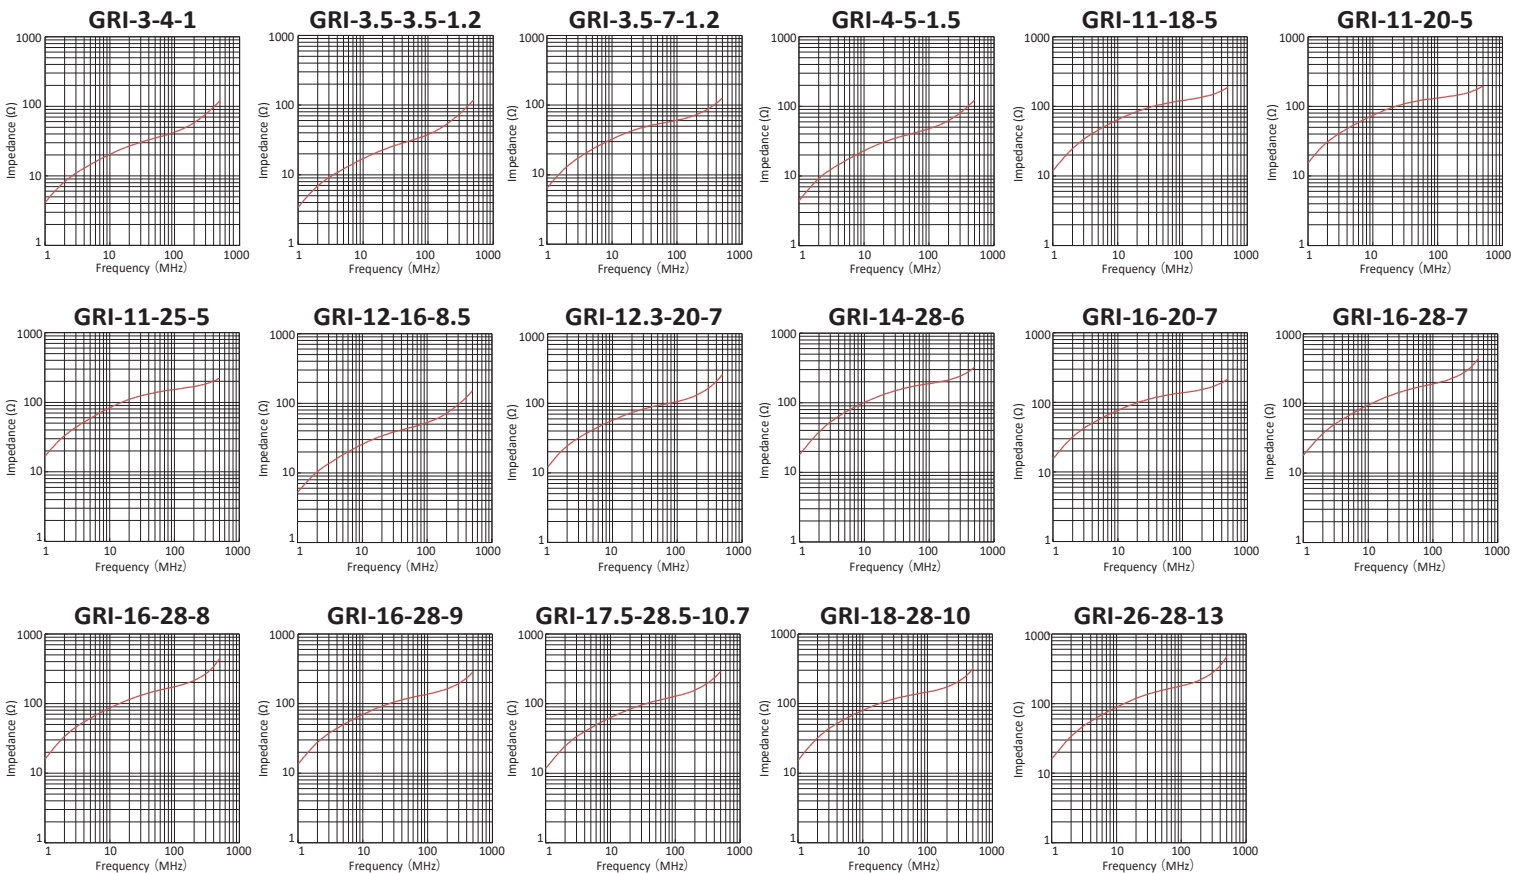 GRI-3-4-1
1000
100
10
1
Impedance (Ω)
1 10 100 1000
Frequency (MHz)
GRI-3.5-3.5-1.2
1000
100
10
1
Impedance (Ω)
1 10 100 1000
Frequency (MHz)
GRI-3.5-7-1.2
1000
100
10
1
Impedance (Ω)
1 10 100 1000
Frequency (MHz)
GRI-4-5-1.5
1000
100
10
1
Impedance (Ω)
1 10 100 1000
Frequency (MHz)
GRI-11-18-5
1000
100
10
1
Impedance (Ω)
1 10 100 1000
Frequency (MHz)
GRI-11-20-5
1000
100
10
1
Impedance (Ω)
1 10 100 1000
Frequency (MHz)
GRI-11-25-5
1000
100
10
1
Impedance (Ω)
1 10 100 1000
Frequency (MHz)
GRI-12-16-8.5
1000
100
10
1
Impedance (Ω)
1 10 100 1000
Frequency (MHz)
GRI-12.3-20-7
1000
100
10
1
Impedance (Ω)
1 10 100 1000
Frequency (MHz)
GRI-14-28-6
1000
100
10
1
Impedance (Ω)
1 10 100 1000
Frequency (MHz)
GRI-16-20-7
1000
100
10
1
Impedance (Ω)
1 10 100 1000
Frequency (MHz)
GRI-16-28-7
1000
100
10
1
Impedance (Ω)
1 10 100 1000
Frequency (MHz)
GRI-16-28-8
1000
100
10
1
Impedance (Ω)
1 10 100 1000
Frequency (MHz)
GRI-16-28-9
1000
100
10
1
Impedance (Ω)
1 10 100 1000
Frequency (MHz)
GRI-17.5-28.5-10.7
1000
100
10
1
Impedance (Ω)
1 10 100 1000
Frequency (MHz)
GRI-18-28-10
1000
100
10
1
Impedance (Ω)
1 10 100 1000
Frequency (MHz)
GRI-26-28-13
1000
100
10
1
Impedance (Ω)
1 10 100 1000
Frequency (MHz)